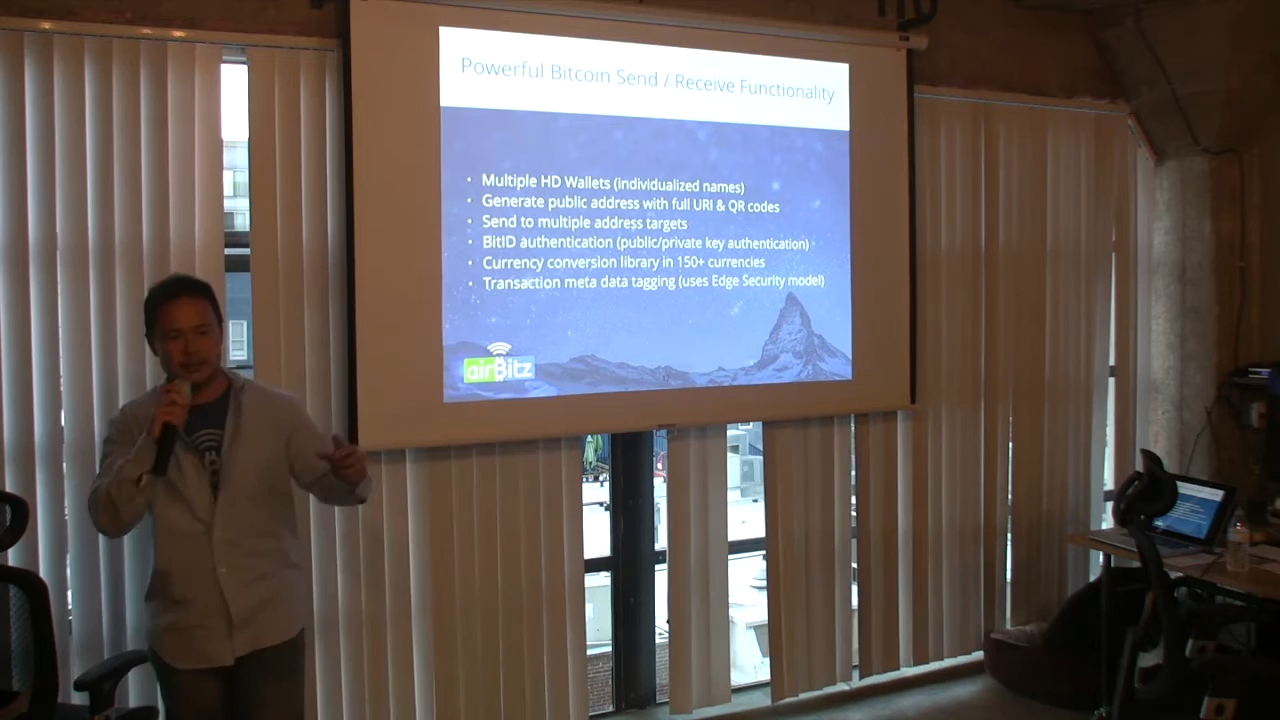 Powerful Bitcoin Send / Receive Functionality
• Multiple HD Wallets (individualized names)
• Generate public address with full URI & QR codes
• Send to multiple address targets
• BitID authentication (public/private key authentication)
• Currency conversion library in 150+ currencies
• Transaction meta data tagging (uses Edge Security model)
airBitz